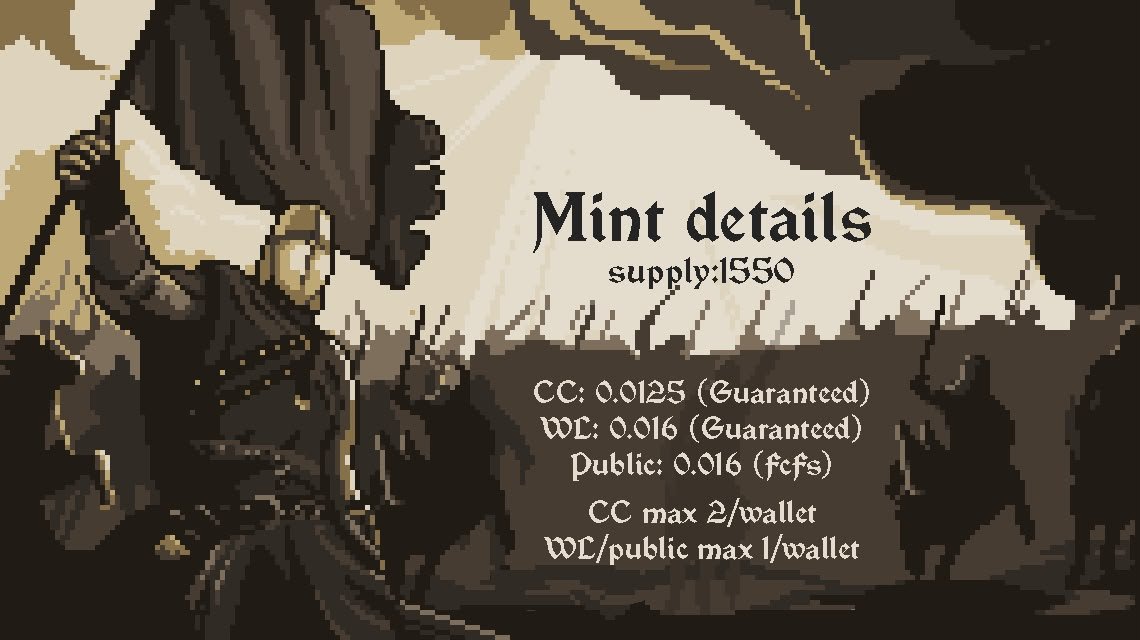 Mint details
supply:1550
CC: 0.0125 (Guaranteed)
WL: 0.016 (Guaranteed)
Public: 0.016 (fcfs)
CC max 2/wallet
WL/public max 1/wallet